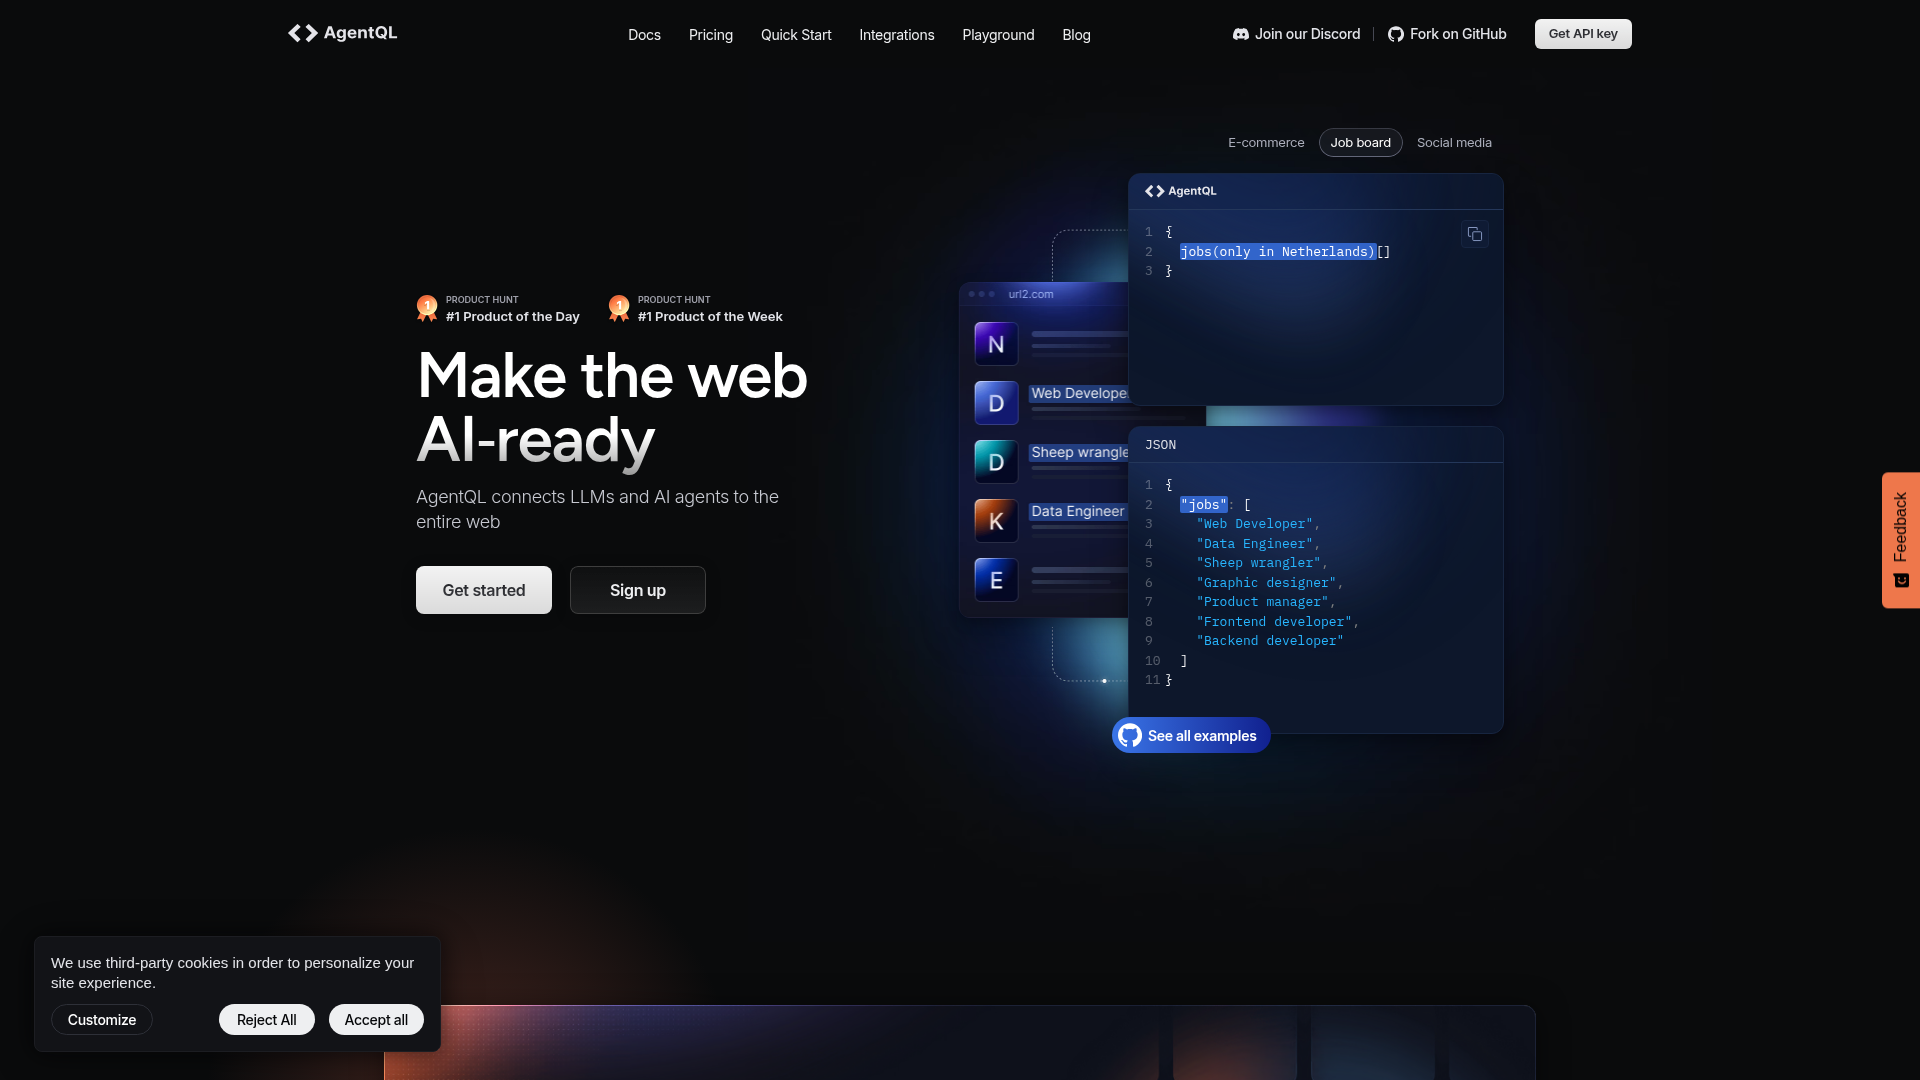 AgentQL
Docs
Pricing
Quick Start
Integrations
Playground
Blog
Join our Discord
Fork on GitHub
Get API key
E-commerce
Job board
Social media
PRODUCT HUNT
#1 Product of the Day
PRODUCT HUNT
#1 Product of the Week
Make the web
AI-ready
AgentQL connects LLMs and AI agents to the
entire web
Get started
Sign up
url2.com
N
D
Web Develope
D
Sheep wrangle
K
Data Engineer
E
AgentQL
1 {
2 jobs(only in Netherlands)[]
3 }
JSON
1 {
2 "jobs": [
3 "Web Developer",
4 "Data Engineer",
5 "Sheep wrangler",
6 "Graphic designer",
7 "Product manager",
8 "Frontend developer",
9 "Backend developer"
10 ]
11 }
See all examples
Feedback
We use third-party cookies in order to personalize your
site experience.
Customize
Reject All
Accept all